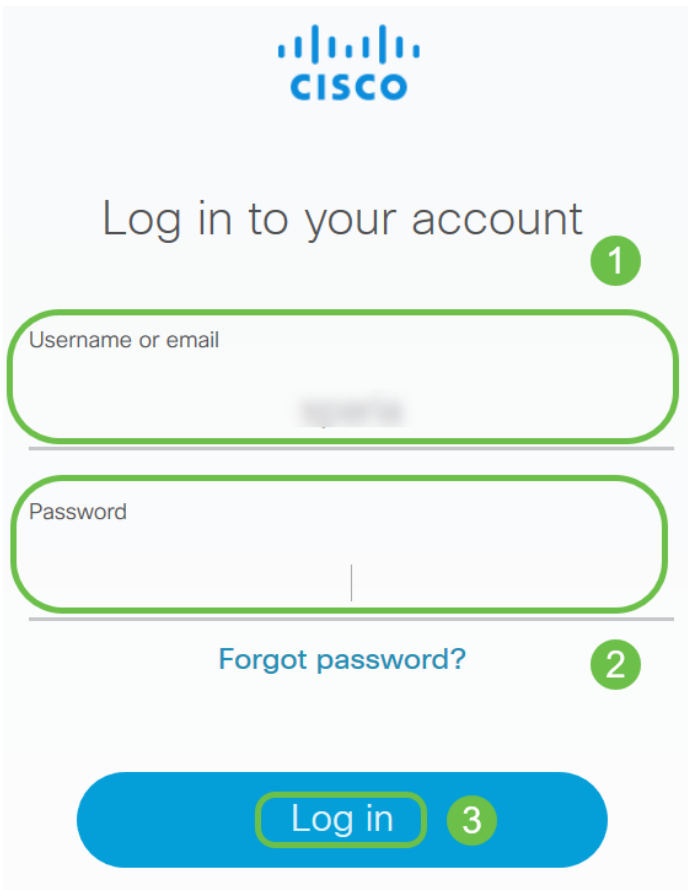 CISCO
Log in to your account
1
Username or email
Password
Forgot password?
2
Log in
3